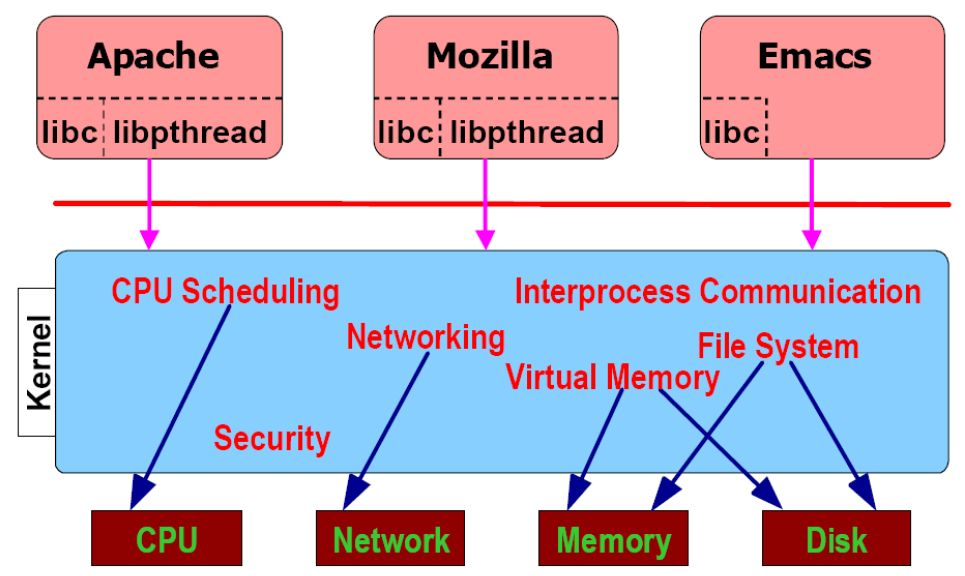 Apache
libc libpthread
Mozilla
libc libpthread
Emacs
libc
Kernel
CPU Scheduling
Interprocess Communication
Networking
File System
Virtual Memory
Security
CPU
Network
Memory
Disk